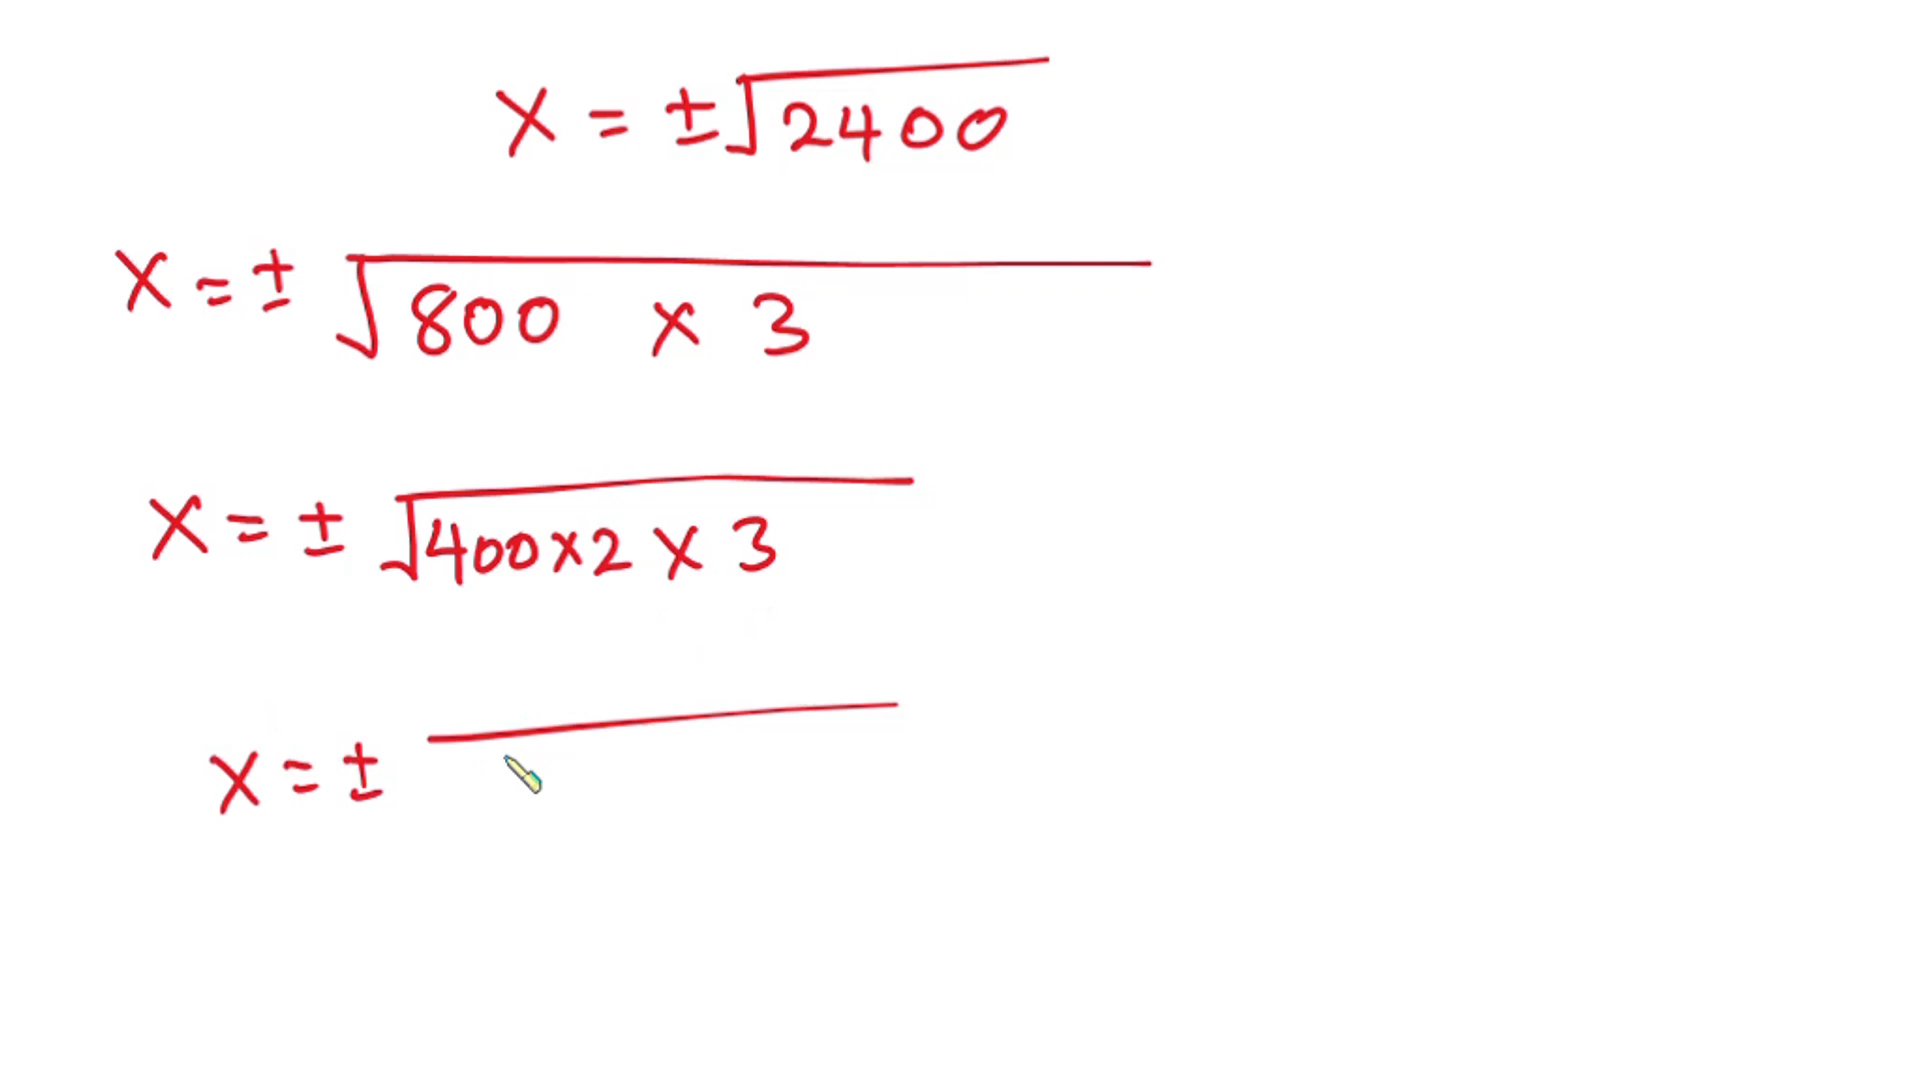 X = ±√2400
X = ± √800 x 3
X = ± √400x2 x 3
X = ±